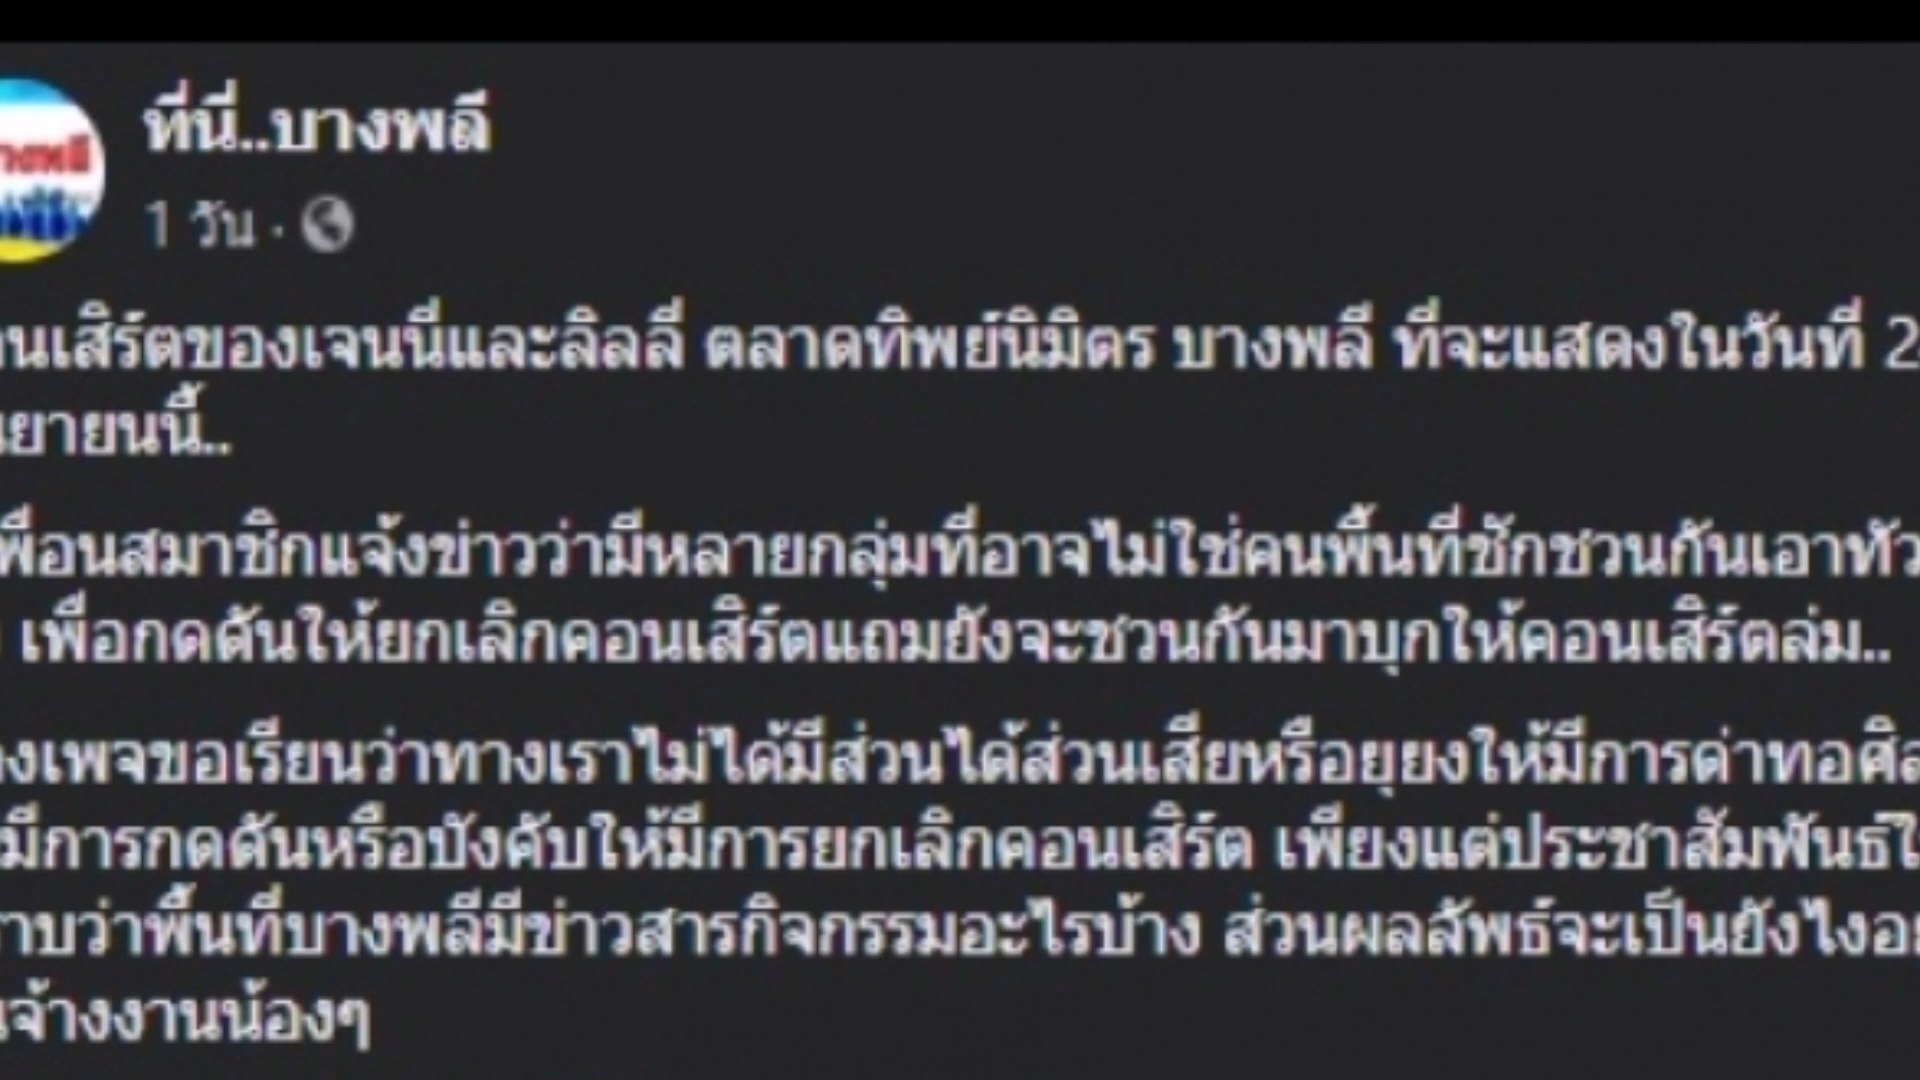 ที่นี่..บางพลี
1 วัน ·
นเสิร์ตของเจนนี่และลิลลี่ ตลาดทิพย์นิมิตร บางพลี ที่จะแสดงในวันที่ 2
ยายนนี้..
พื่อนสมาชิกแจ้งข่าวว่ามีหลายกลุ่มที่อาจไม่ใช่คนพื้นที่ชักชวนกันเอาทัว
เพื่อกดดันให้ยกเลิกคอนเสิร์ตแถมยังจะชวนกันมาบุกให้คอนเสิร์ตล่ม..
งเพจขอเรียนว่าทางเราไม่ได้มีส่วนได้ส่วนเสียหรือยุยงให้มีการด่าทอศิล
มีการกดดันหรือบังคับให้มีการยกเลิกคอนเสิร์ต เพียงแต่ประชาสัมพันธ์ใ
ราบว่าพื้นที่บางพลีมีข่าวสารกิจกรรมอะไรบ้าง ส่วนผลลัพธ์จะเป็นยังไงอย
จ้างงานน้องๆ